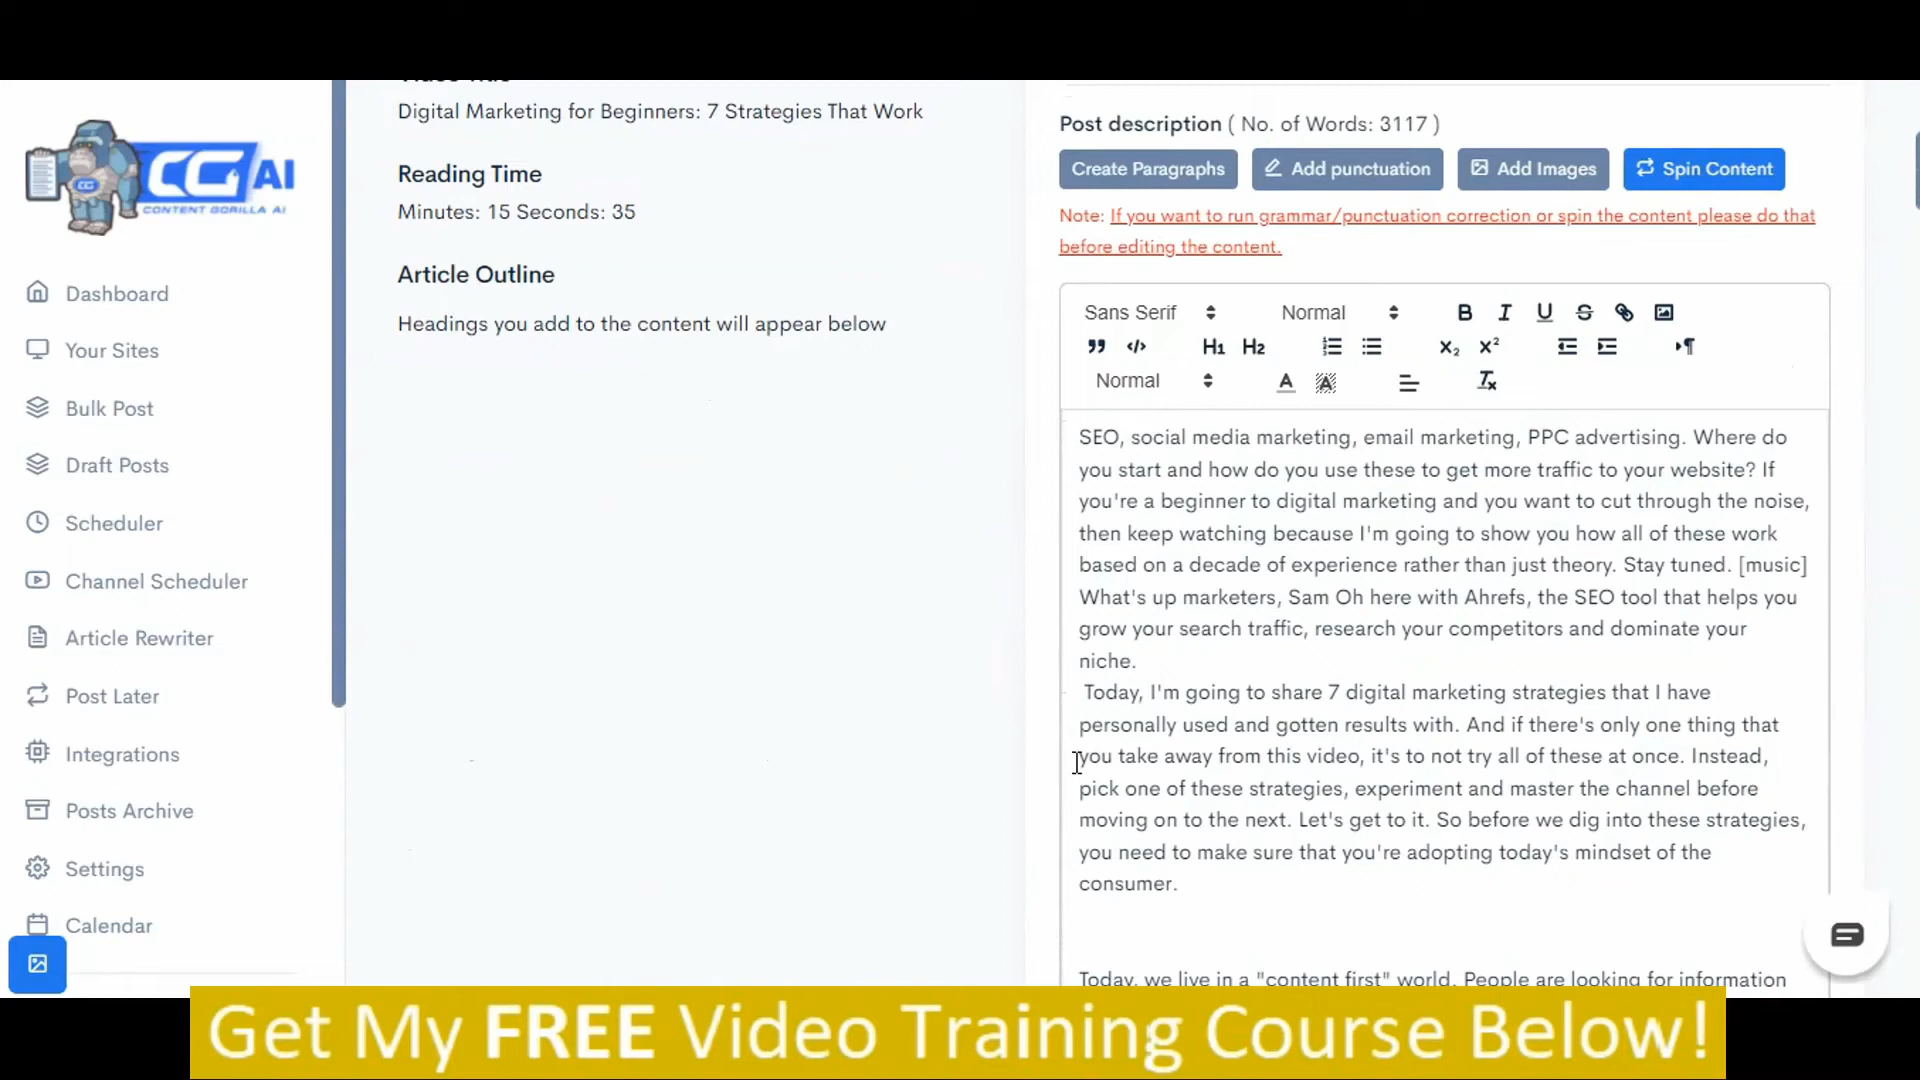 CG AI
CONTENT GORILLA AI
CG
Dashboard
Your Sites
Bulk Post
Draft Posts
Scheduler
Channel Scheduler
Article Rewriter
Post Later
Integrations
Posts Archive
Settings
Calendar
Digital Marketing for Beginners: 7 Strategies That Work
Reading Time
Minutes: 15 Seconds: 35
Article Outline
Headings you add to the content will appear below
Post description ( No. of Words: 3117 )
Create Paragraphs Add punctuation Add Images Spin Content
Note: If you want to run grammar/punctuation correction or spin the content please do that
before editing the content.
Sans Serif Normal B I U S
H1 H2 X2 X2
Normal A A Tx
SEO, social media marketing, email marketing, PPC advertising. Where do
you start and how do you use these to get more traffic to your website? If
you're a beginner to digital marketing and you want to cut through the noise,
then keep watching because I'm going to show you how all of these work
based on a decade of experience rather than just theory. Stay tuned. [music]
What's up marketers, Sam Oh here with Ahrefs, the SEO tool that helps you
grow your search traffic, research your competitors and dominate your
niche.
Today, I'm going to share 7 digital marketing strategies that I have
personally used and gotten results with. And if there's only one thing that
you take away from this video, it's to not try all of these at once. Instead,
pick one of these strategies, experiment and master the channel before
moving on to the next. Let's get to it. So before we dig into these strategies,
you need to make sure that you're adopting today's mindset of the
consumer.
Today, we live in a "content first" world. People are looking for information
Get My FREE Video Training Course Below!